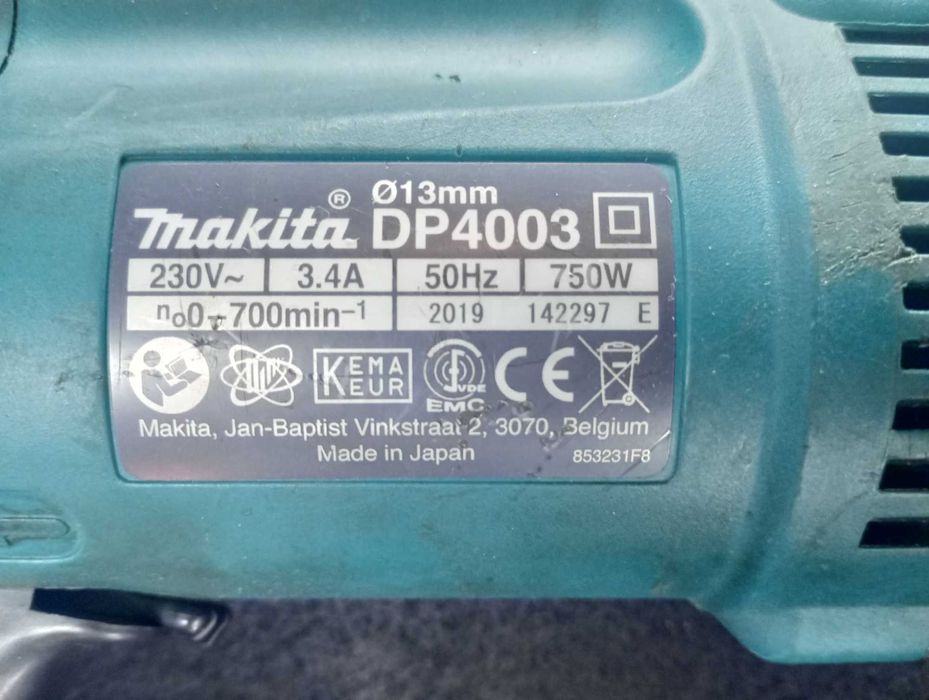 Ø13mm
makita® DP4003
230V~ 3.4A 50Hz 750W
n₀0-700min⁻¹ 2019 142297 E
KEMA
KEUR
VDE
EMC
CE
Makita, Jan-Baptist Vinkstraat 2, 3070, Belgium
Made in Japan 853231F8